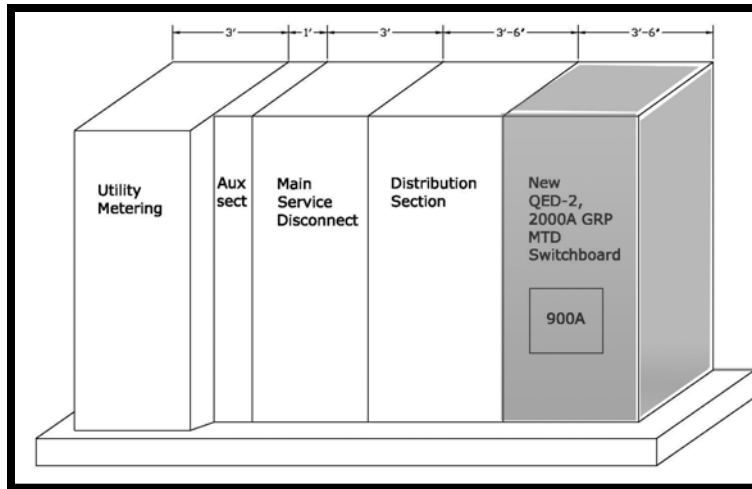 3' 1' 3' 3'-6" 3'-6"
Utility
Metering
Aux
sect
Main
Service
Disconnect
Distribution
Section
New
QED-2,
2000A GRP
MTD
Switchboard
900A